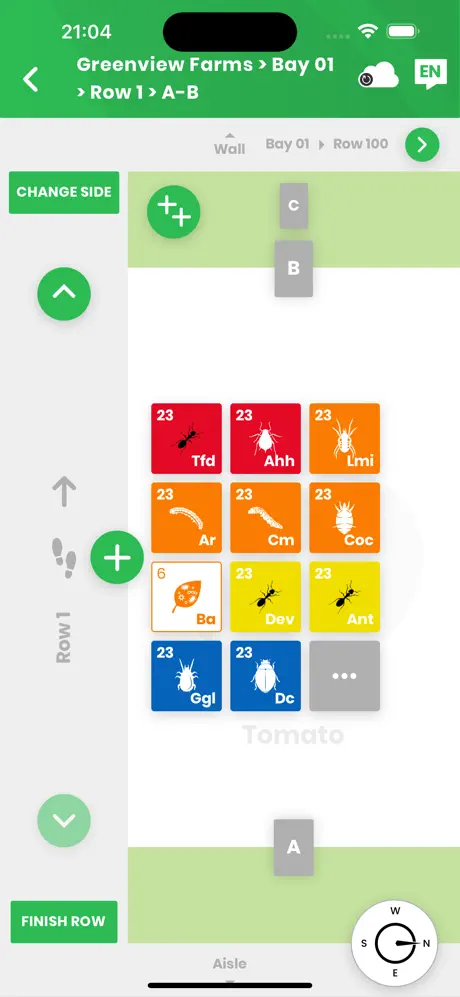 21:04
Greenview Farms > Bay 01
> Row 1 > A-B
EN
Wall
Bay 01
Row 100
CHANGE SIDE
C
B
23 Tfd
23 Ahh
23 Lmi
23 Ar
23 Cm
23 Coc
6 Ba
23 Dev
23 Ant
23 Ggl
23 Dc
...
Row 1
Tomato
A
FINISH ROW
Aisle
W
S
N
E